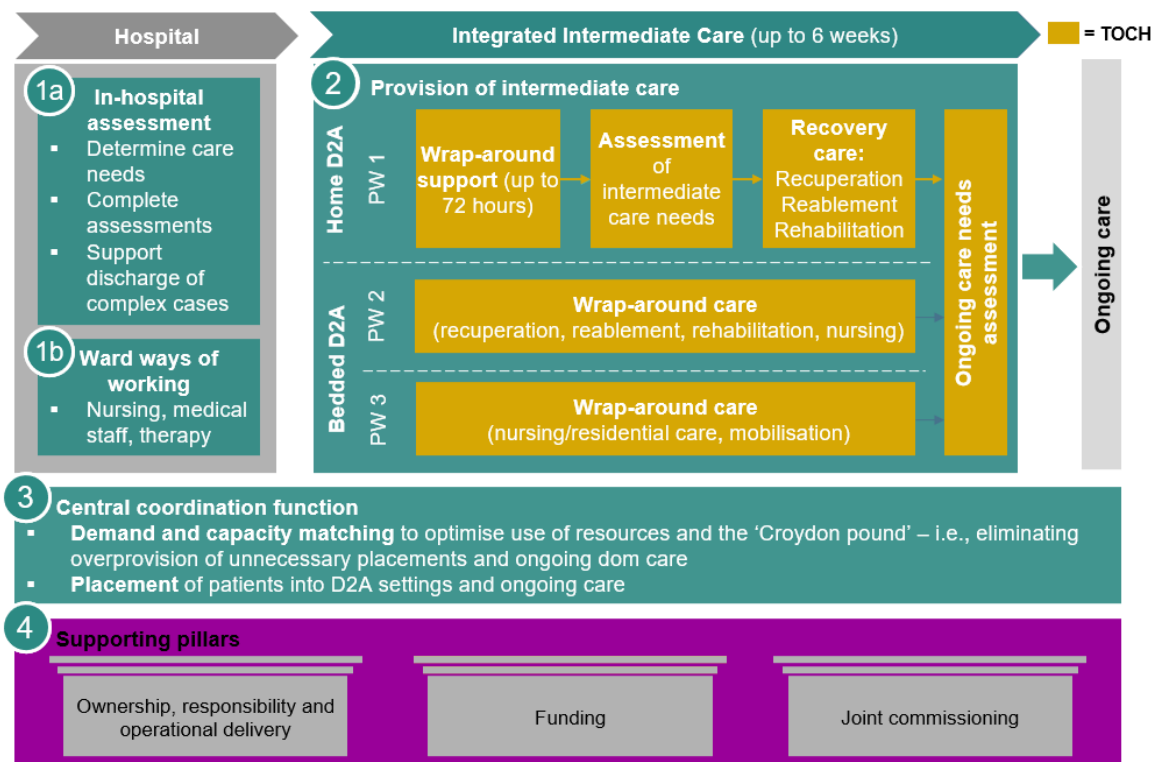 Hospital
Integrated Intermediate Care (up to 6 weeks)
= TOCH
1a
In-hospital
assessment
▪ Determine care
needs
▪ Complete
assessments
▪ Support
discharge of
complex cases
1b
Ward ways of
working
▪ Nursing, medical
staff, therapy
2
Provision of intermediate care
Home D2A
PW 1
Wrap-around
support (up to
72 hours)
Assessment
of
intermediate
care needs
Recovery
care:
Recuperation
Reablement
Rehabilitation
Bedded D2A
PW 2
Wrap-around care
(recuperation, reablement, rehabilitation, nursing)
PW 3
Wrap-around care
(nursing/residential care, mobilisation)
Ongoing care needs
assessment
Ongoing care
3
Central coordination function
▪ Demand and capacity matching to optimise use of resources and the ‘Croydon pound’ – i.e., eliminating
overprovision of unnecessary placements and ongoing dom care
▪ Placement of patients into D2A settings and ongoing care
4
Supporting pillars
Ownership, responsibility and
operational delivery
Funding
Joint commissioning